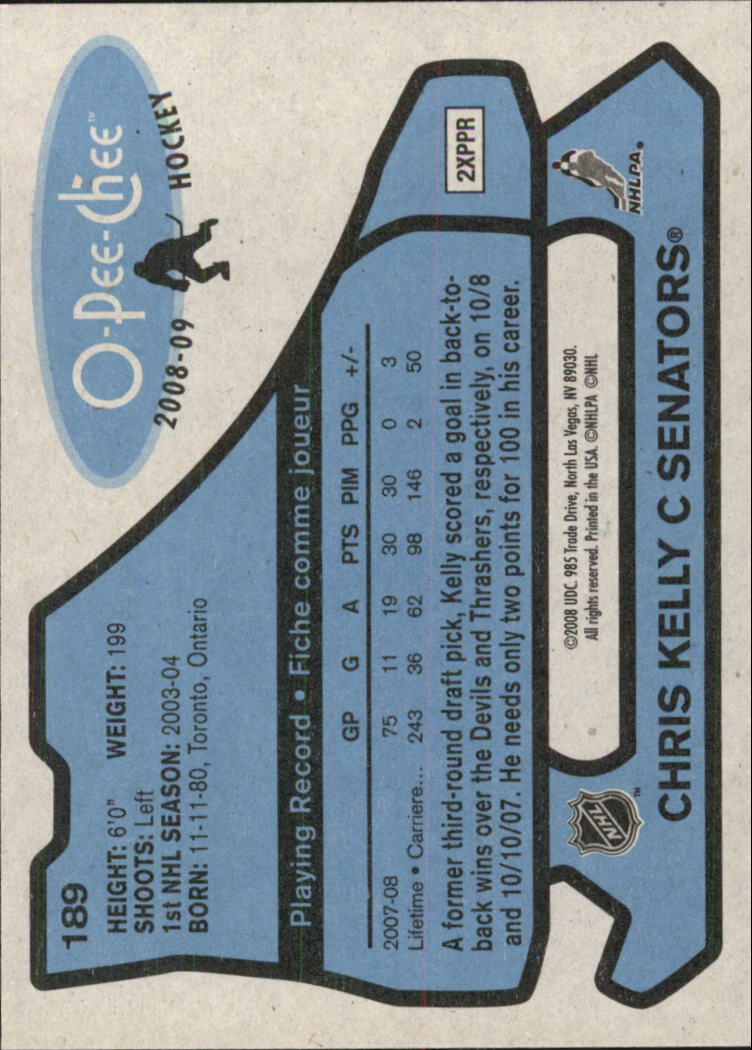 O-Pee-Chee™
2008-09 HOCKEY
189
HEIGHT: 6'0" WEIGHT: 199
SHOOTS: Left
1st NHL SEASON: 2003-04
BORN: 11-11-80, Toronto, Ontario
Playing Record • Fiche comme joueur
GP G A PTS PIM PPG +/-
2007-08 75 11 19 30 30 0 3
Lifetime • Carriere... 243 36 62 98 146 2 50
A former third-round draft pick, Kelly scored a goal in back-to-
back wins over the Devils and Thrashers, respectively, on 10/8
and 10/10/07. He needs only two points for 100 in his career.
2XPPR
NHL™
©2008 UDC. 985 Trade Drive, North Las Vegas, NV 89030.
All rights reserved. Printed in the USA. ©NHLPA ©NHL
NHLPA®
CHRIS KELLY C SENATORS®